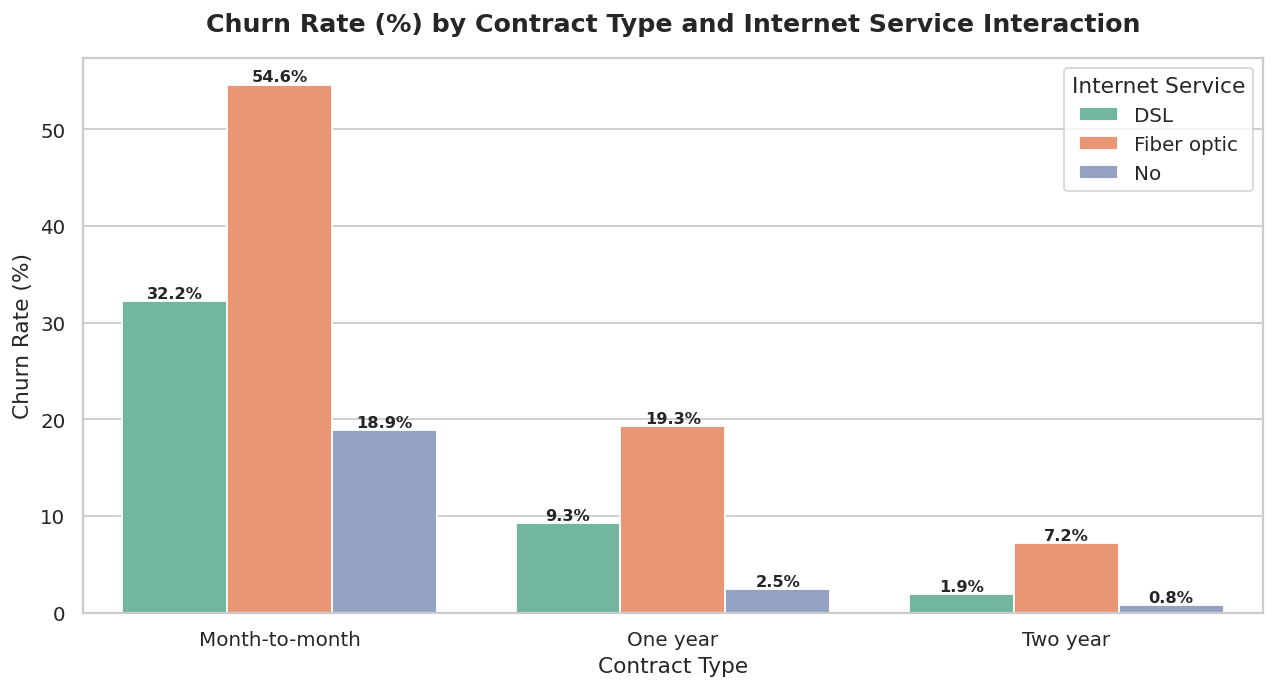 Churn Rate (%) by Contract Type and Internet Service Interaction
Internet Service
DSL
Fiber optic
No
Churn Rate (%)
50
40
30
20
10
0
32.2%
54.6%
18.9%
9.3%
19.3%
2.5%
1.9%
7.2%
0.8%
Month-to-month
One year
Two year
Contract Type